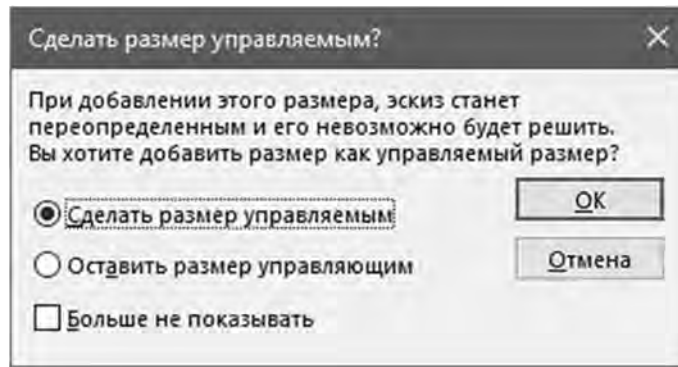 Сделать размер управляемым?
При добавлении этого размера, эскиз станет
переопределенным и его невозможно будет решить.
Вы хотите добавить размер как управляемый размер?
Сделать размер управляемым
Оставить размер управляющим
Больше не показывать
OK
Отмена